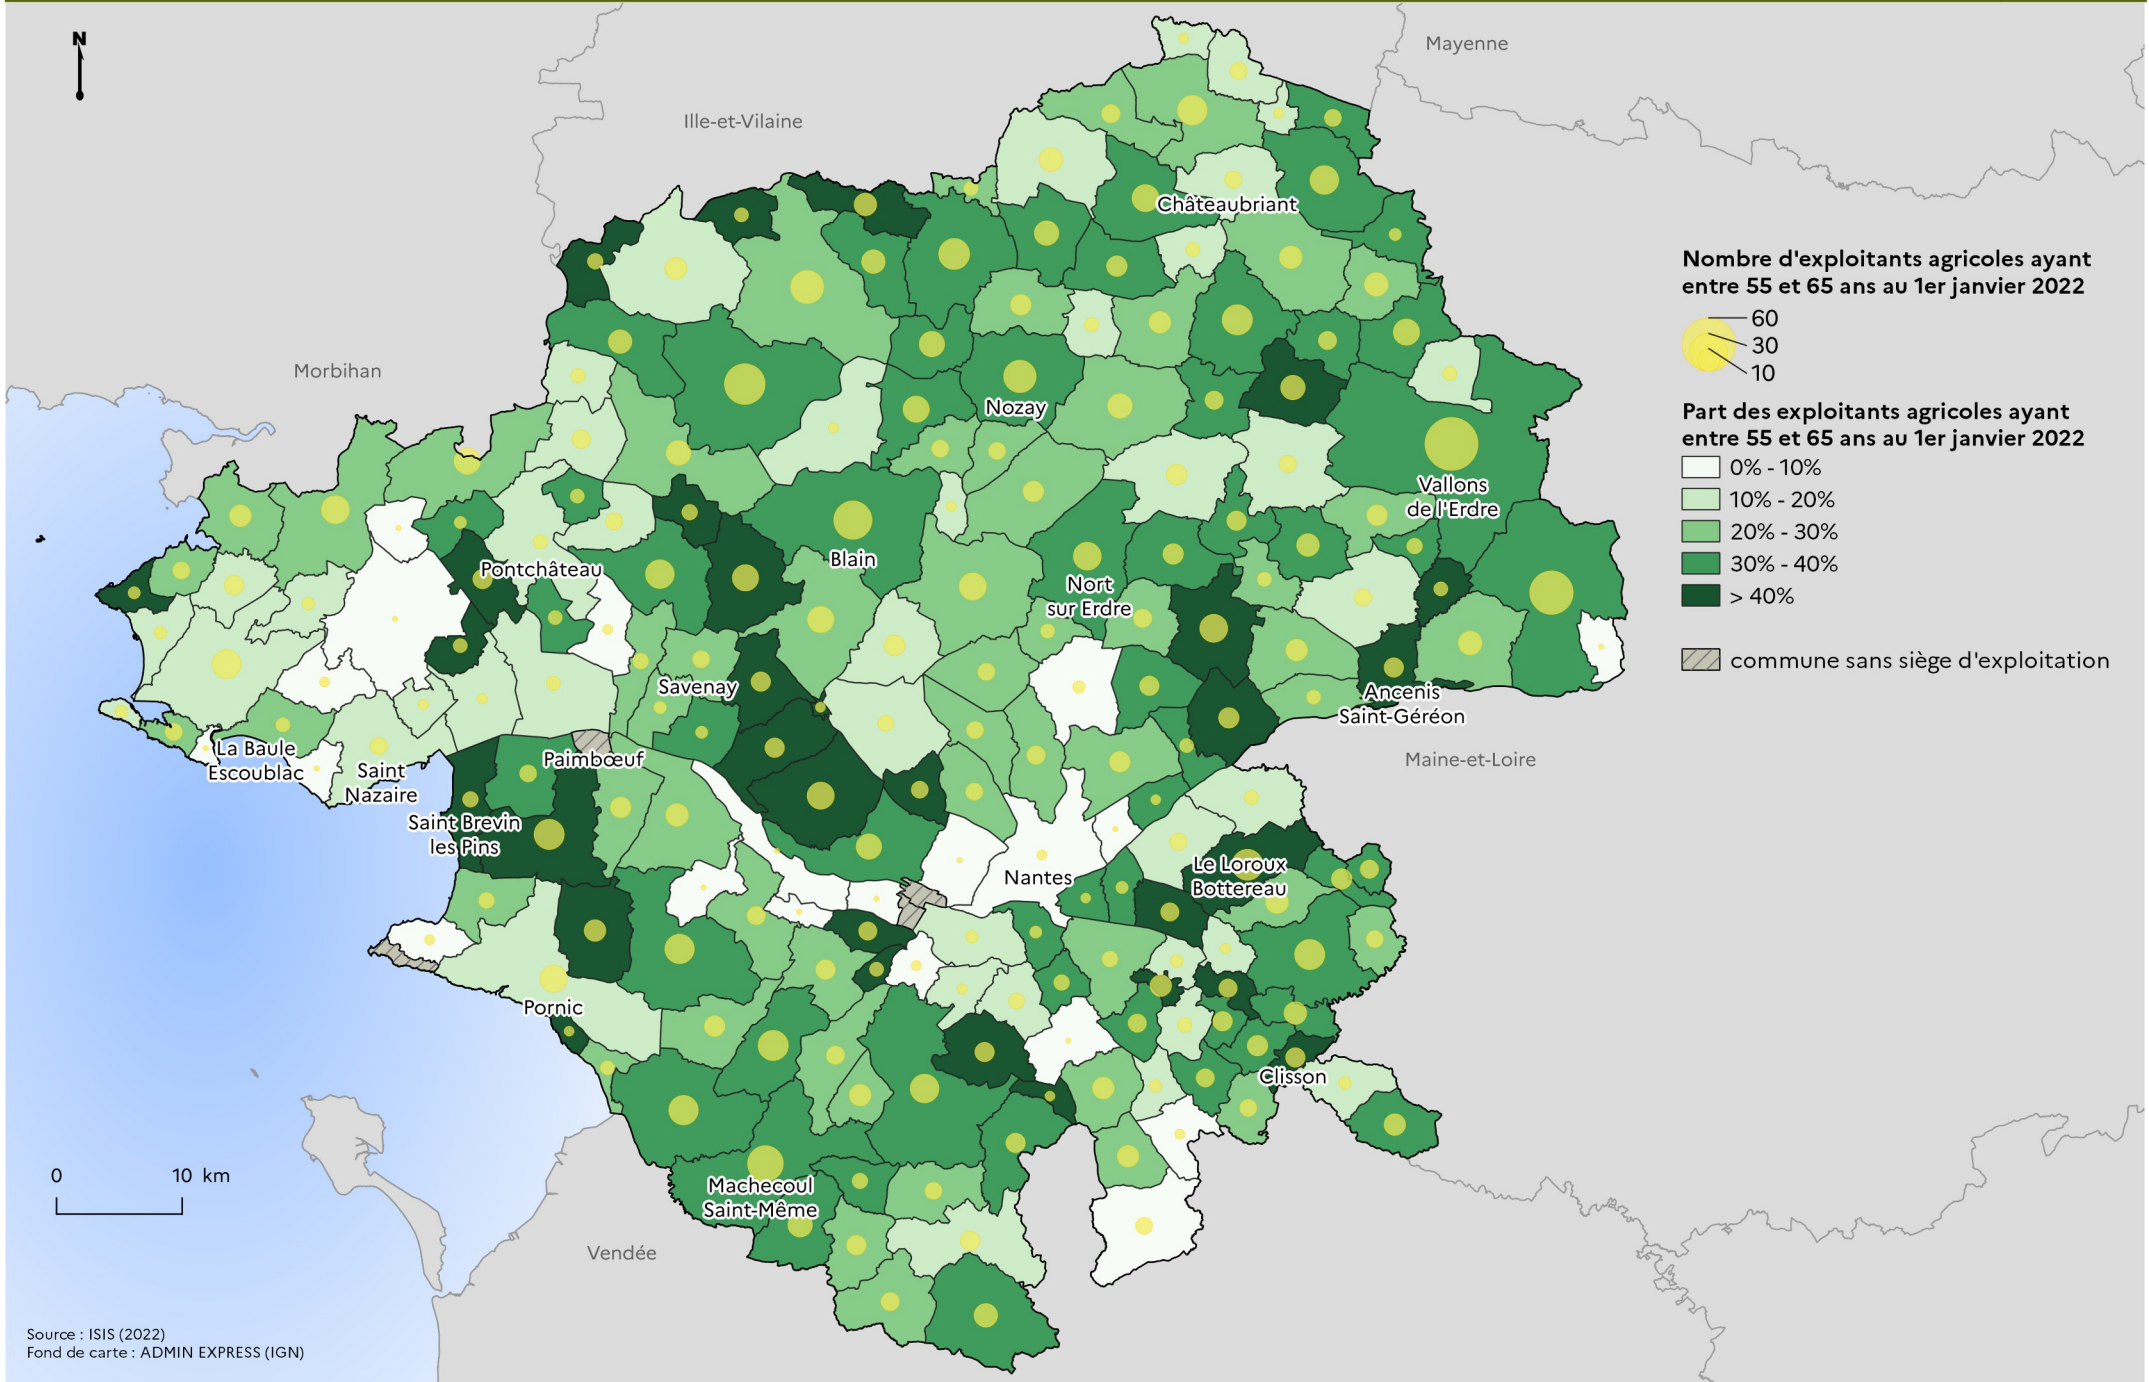 N
Mayenne
Ille-et-Vilaine
Châteaubriant
Morbihan
Nozay
Vallons
de l'Erdre
Pontchâteau
Blain
Nort
sur Erdre
Savenay
Ancenis
Saint-Géréon
La Baule
Escoublac
Saint
Nazaire
Paimbœuf
Maine-et-Loire
Saint Brevin
les Pins
Nantes
Le Loroux
Bottereau
Pornic
Clisson
Machecoul
Saint-Même
Vendée
Nombre d'exploitants agricoles ayant
entre 55 et 65 ans au 1er janvier 2022
60
30
10
Part des exploitants agricoles ayant
entre 55 et 65 ans au 1er janvier 2022
0% - 10%
10% - 20%
20% - 30%
30% - 40%
> 40%
commune sans siège d'exploitation
0 10 km
Source : ISIS (2022)
Fond de carte : ADMIN EXPRESS (IGN)